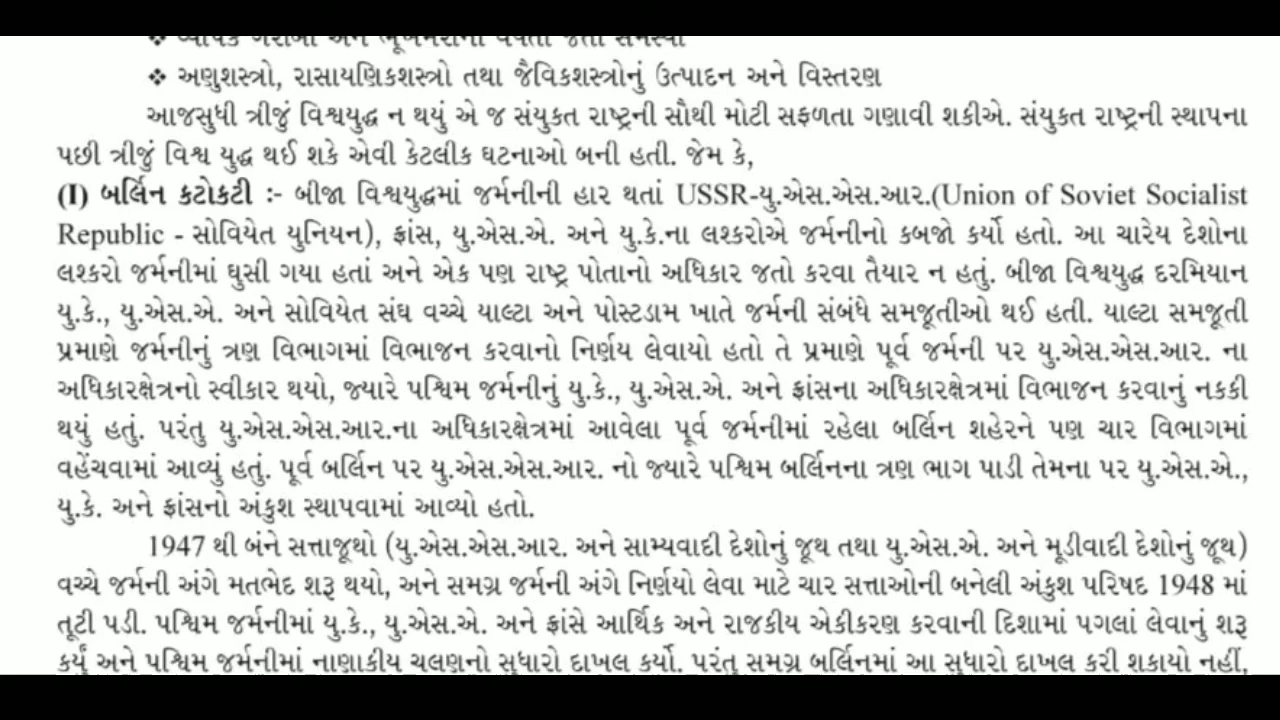 ❖ વ્યાપક ગરીબી અને ભૂખમરાની
❖ અણુશસ્ત્રો, રાસાયણિકશસ્ત્રો તથા જૈવિકશસ્ત્રોનું ઉત્પાદન અને વિસ્તરણ
આજસુધી ત્રીજું વિશ્વયુદ્ધ ન થયું એ જ સંયુક્ત રાષ્ટ્રની સૌથી મોટી સફળતા ગણાવી શકીએ. સંયુક્ત રાષ્ટ્રની સ્થાપના
પછી ત્રીજું વિશ્વ યુદ્ધ થઈ શકે એવી કેટલીક ઘટનાઓ બની હતી. જેમ કે,
(I) બર્લિન કટોકટી :- બીજા વિશ્વયુદ્ધમાં જર્મનીની હાર થતાં USSR-યુ.એસ.એસ.આર.(Union of Soviet Socialist
Republic - સોવિયેત યુનિયન), ફ્રાંસ, યુ.એસ.એ. અને યુ.કે.ના લશ્કરોએ જર્મનીનો કબજો કર્યો હતો. આ ચારેય દેશોના
લશ્કરો જર્મનીમાં ઘુસી ગયા હતાં અને એક પણ રાષ્ટ્ર પોતાનો અધિકાર જતો કરવા તૈયાર ન હતું. બીજા વિશ્વયુદ્ધ દરમિયાન
યુ.કે., યુ.એસ.એ. અને સોવિયેત સંઘ વચ્ચે યાલ્ટા અને પોસ્ટડામ ખાતે જર્મની સંબંધે સમજૂતીઓ થઈ હતી. યાલ્ટા સમજૂતી
પ્રમાણે જર્મનીનું ત્રણ વિભાગમાં વિભાજન કરવાનો નિર્ણય લેવાયો હતો તે પ્રમાણે પૂર્વ જર્મની પર યુ.એસ.એસ.આર. ના
અધિકારક્ષેત્રનો સ્વીકાર થયો, જ્યારે પશ્ચિમ જર્મનીનું યુ.કે., યુ.એસ.એ. અને ફ્રાંસના અધિકારક્ષેત્રમાં વિભાજન કરવાનું નકકી
થયું હતું. પરંતુ યુ.એસ.એસ.આર.ના અધિકારક્ષેત્રમાં આવેલા પૂર્વ જર્મનીમાં રહેલા બર્લિન શહેરને પણ ચાર વિભાગમાં
વહેંચવામાં આવ્યું હતું. પૂર્વ બર્લિન પર યુ.એસ.એસ.આર. નો જ્યારે પશ્ચિમ બર્લિનના ત્રણ ભાગ પાડી તેમના પર યુ.એસ.એ.,
યુ.કે. અને ફ્રાંસનો અંકુશ સ્થાપવામાં આવ્યો હતો.
1947 થી બંને સત્તાજૂથો (યુ.એસ.એસ.આર. અને સામ્યવાદી દેશોનું જૂથ તથા યુ.એસ.એ. અને મૂડીવાદી દેશોનું જૂથ)
વચ્ચે જર્મની અંગે મતભેદ શરૂ થયો, અને સમગ્ર જર્મની અંગે નિર્ણયો લેવા માટે ચાર સત્તાઓની બનેલી અંકુશ પરિષદ 1948 માં
તૂટી પડી. પશ્ચિમ જર્મનીમાં યુ.કે., યુ.એસ.એ. અને ફ્રાંસે આર્થિક અને રાજકીય એકીકરણ કરવાની દિશામાં પગલાં લેવાનું શરૂ
કર્યું અને પશ્ચિમ જર્મનીમાં નાણાકીય ચલણનો સુધારો દાખલ કર્યો. પરંતુ સમગ્ર બર્લિનમાં આ સુધારો દાખલ કરી શકાયો નહીં,